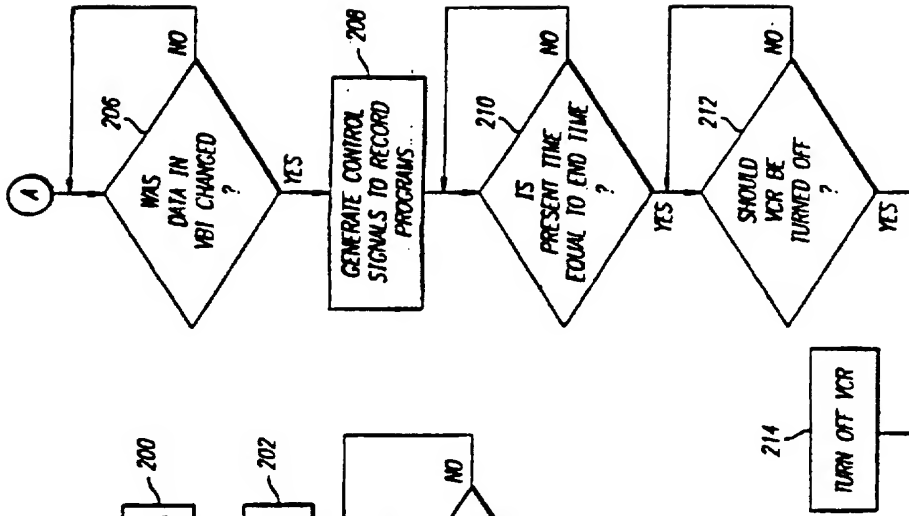 A
206
WAS
DATA IN
VBI CHANGED
?
NO
YES
208
GENERATE CONTROL
SIGNALS TO RECORD
PROGRAMS..
210
IS
PRESENT TIME
EQUAL TO END TIME
?
NO
YES
212
SHOULD
VCR BE
TURNED OFF
?
NO
YES
214
TURN OFF VCR
200
202
NO